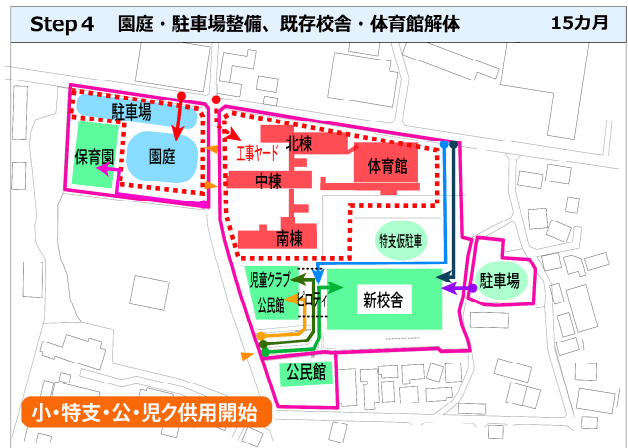 Step４ 園庭・駐車場整備、既存校舎・体育館解体 15カ月
駐車場
保育園
園庭
工事ヤード
北棟
中棟
南棟
体育館
特支仮駐車
駐車場
児童クラブ
公民館
ピロティ
新校舎
公民館
小・特支・公・児ク供用開始